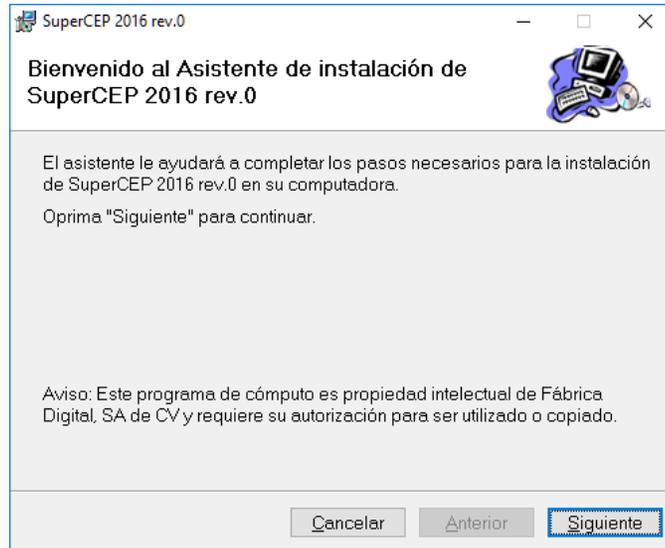 SuperCEP 2016 rev.0
Bienvenido al Asistente de instalación de
SuperCEP 2016 rev.0
El asistente le ayudará a completar los pasos necesarios para la instalación
de SuperCEP 2016 rev.0 en su computadora.
Oprima "Siguiente" para continuar.
Aviso: Este programa de cómputo es propiedad intelectual de Fábrica
Digital, SA de CV y requiere su autorización para ser utilizado o copiado.
Cancelar Anterior Siguiente